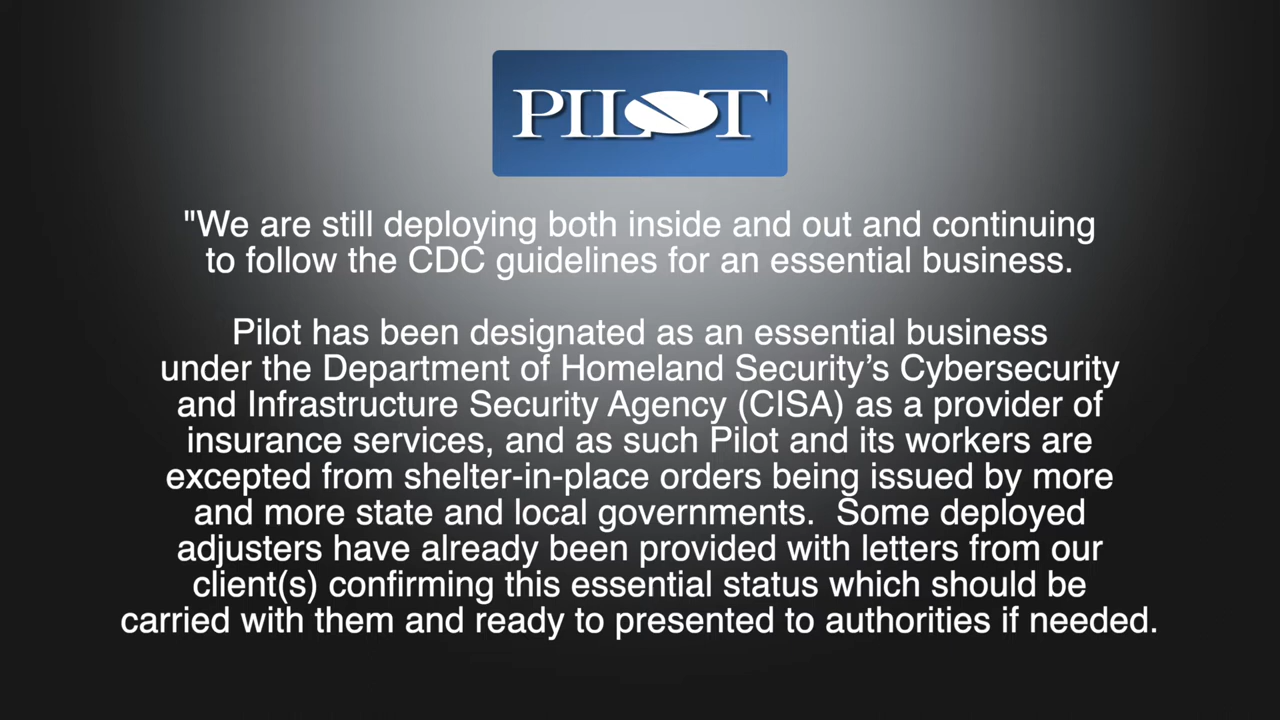 PILOT
"We are still deploying both inside and out and continuing
to follow the CDC guidelines for an essential business.
Pilot has been designated as an essential business
under the Department of Homeland Security’s Cybersecurity
and Infrastructure Security Agency (CISA) as a provider of
insurance services, and as such Pilot and its workers are
excepted from shelter-in-place orders being issued by more
and more state and local governments.  Some deployed
adjusters have already been provided with letters from our
client(s) confirming this essential status which should be
carried with them and ready to presented to authorities if needed.